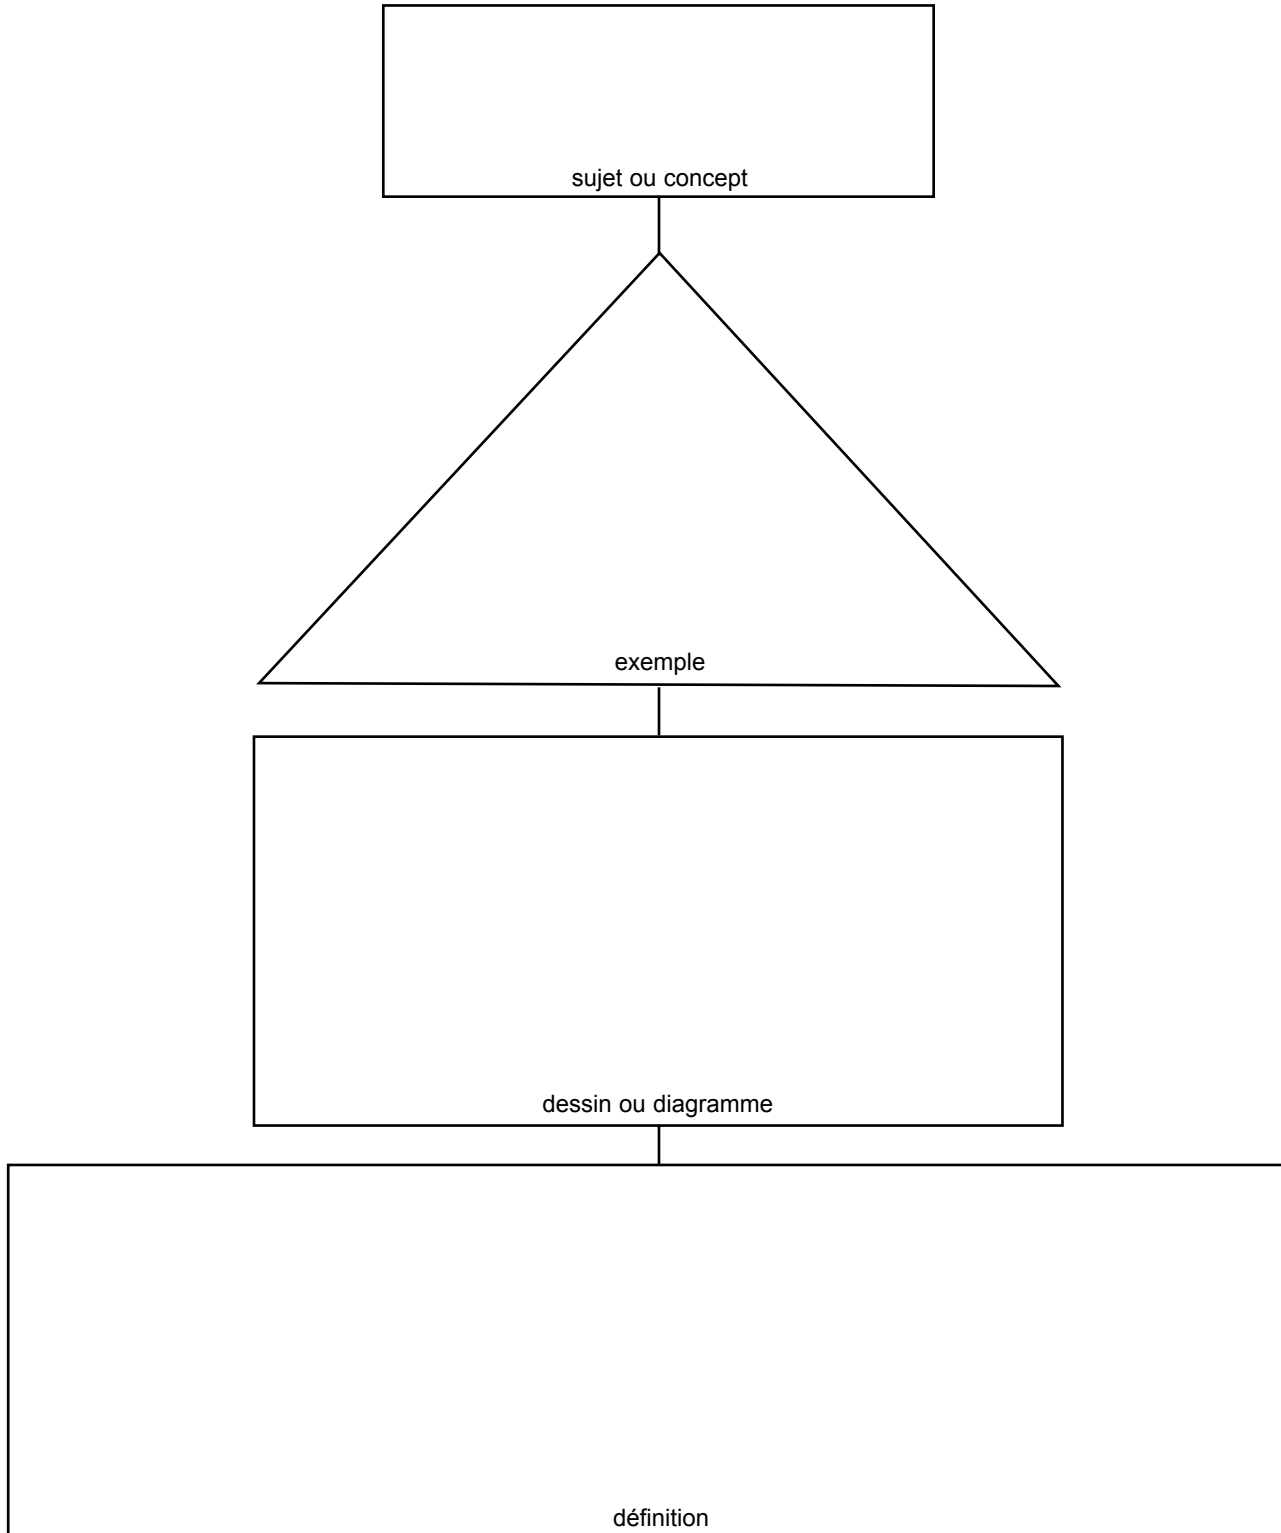 sujet ou concept
exemple
dessin ou diagramme
définition